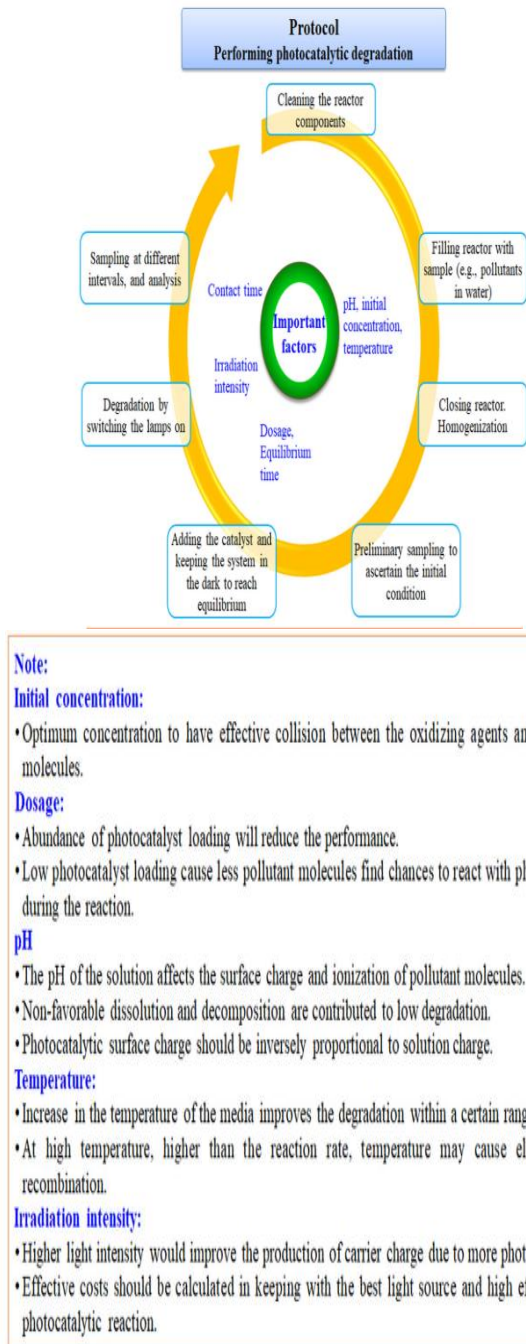 Protocol
Performing photocatalytic degradation
Cleaning the reactor
components
Filling reactor with
sample (e.g., pollutants
in water)
Closing reactor.
Homogenization
Preliminary sampling to
ascertain the initial
condition
Adding the catalyst and
keeping the system in
the dark to reach
equilibrium
Degradation by
switching the lamps on
Sampling at different
intervals, and analysis
Important
factors
pH, initial
concentration,
temperature
Dosage,
Equilibrium
time
Irradiation
intensity
Contact time
Note:
Initial concentration:
•Optimum concentration to have effective collision between the oxidizing agents
molecules.
Dosage:
•Abundance of photocatalyst loading will reduce the performance.
•Low photocatalyst loading cause less pollutant molecules find chances to react with
during the reaction.
pH
•The pH of the solution affects the surface charge and ionization of pollutant molecules.
•Non-favorable dissolution and decomposition are contributed to low degradation.
•Photocatalytic surface charge should be inversely proportional to solution charge.
Temperature:
•Increase in the temperature of the media improves the degradation within a certain
•At high temperature, higher than the reaction rate, temperature may cause
recombination.
Irradiation intensity:
•Higher light intensity would improve the production of carrier charge due to more
•Effective costs should be calculated in keeping with the best light source and high
photocatalytic reaction.